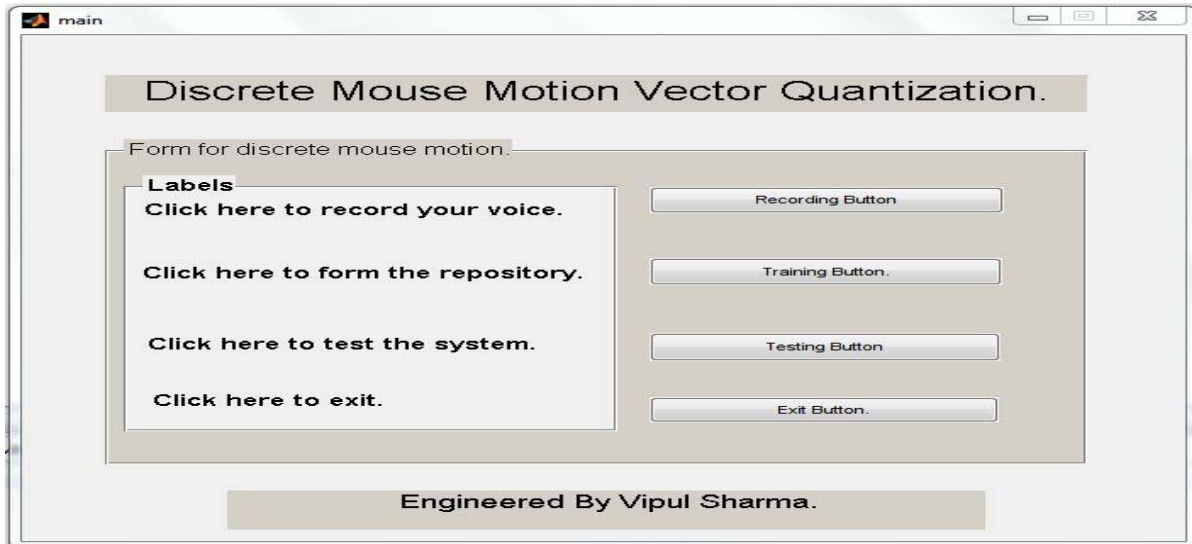 main
Discrete Mouse Motion Vector Quantization.
Form for discrete mouse motion.
Labels
Click here to record your voice.
Recording Button
Click here to form the repository.
Training Button.
Click here to test the system.
Testing Button
Click here to exit.
Exit Button.
Engineered By Vipul Sharma.